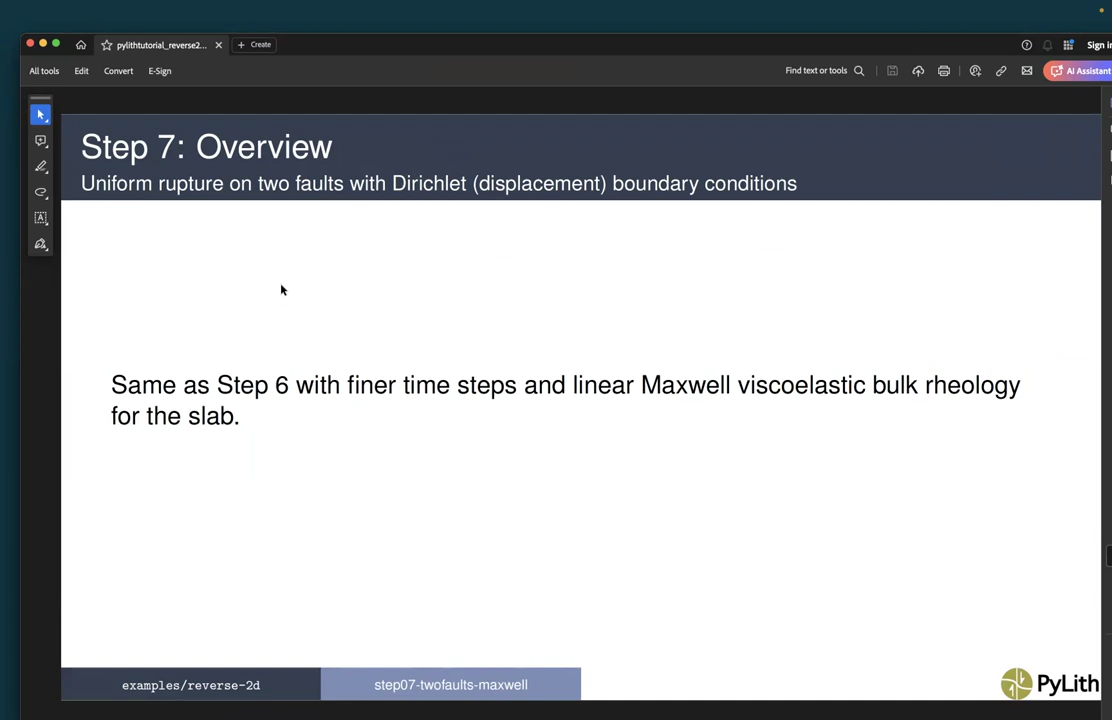 pylithtutorial_reverse2... Create
Sign in
All tools Edit Convert E-Sign
Find text or tools
AI Assistant
Step 7: Overview
Uniform rupture on two faults with Dirichlet (displacement) boundary conditions
Same as Step 6 with finer time steps and linear Maxwell viscoelastic bulk rheology
for the slab.
examples/reverse-2d
step07-twofaults-maxwell
PyLith